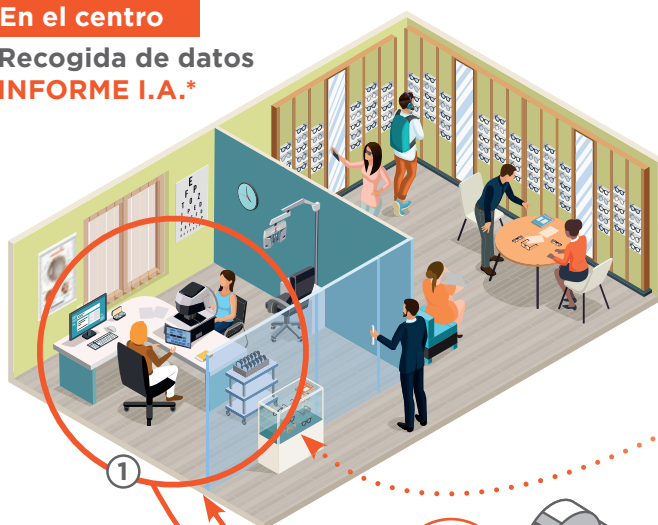 En el centro
Recogida de datos
INFORME I.A.*
E
F P
T O Z
L P E D
1